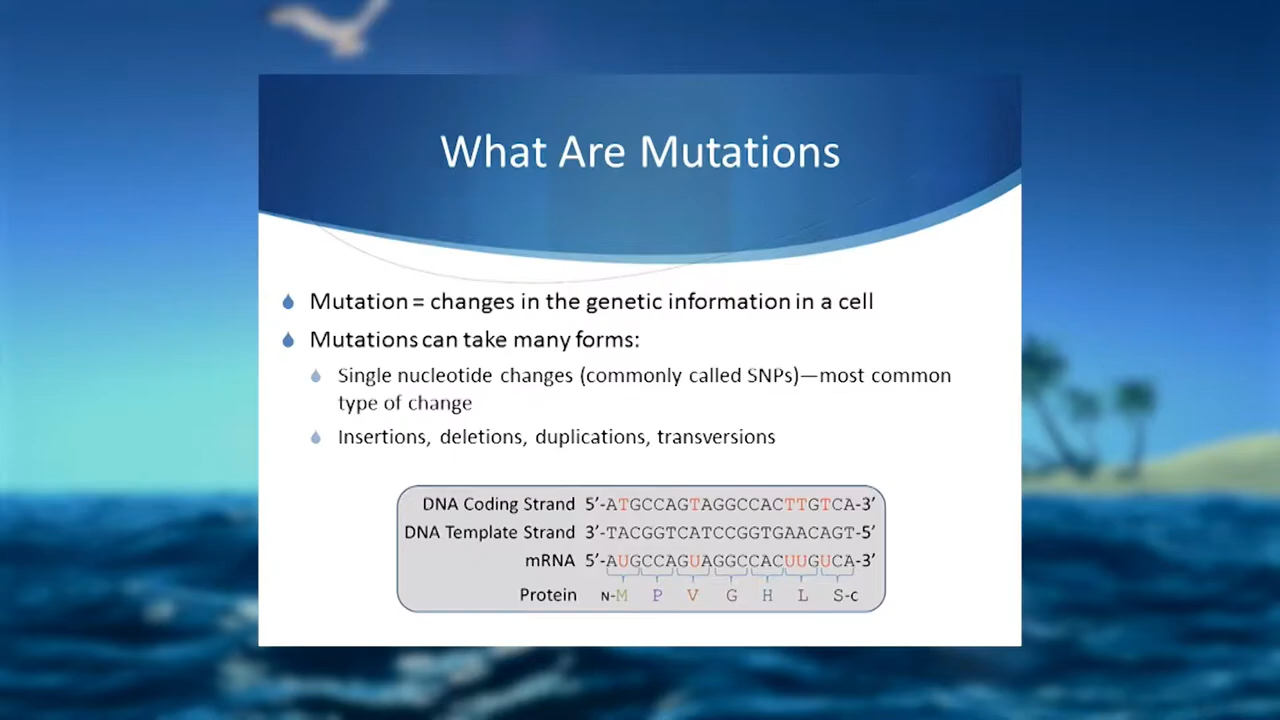 What Are Mutations
Mutation = changes in the genetic information in a cell
Mutations can take many forms:
Single nucleotide changes (commonly called SNPs)—most common
type of change
Insertions, deletions, duplications, transversions
DNA Coding Strand 5’-ATGCCAGTAGGCCACTTGTCA-3’
DNA Template Strand 3’-TACGGTCATCCGGTGAACAGT-5’
mRNA 5’-AUGCCAGUAGGCCACUUGUCA-3’
Protein N-M P V G H L S-C